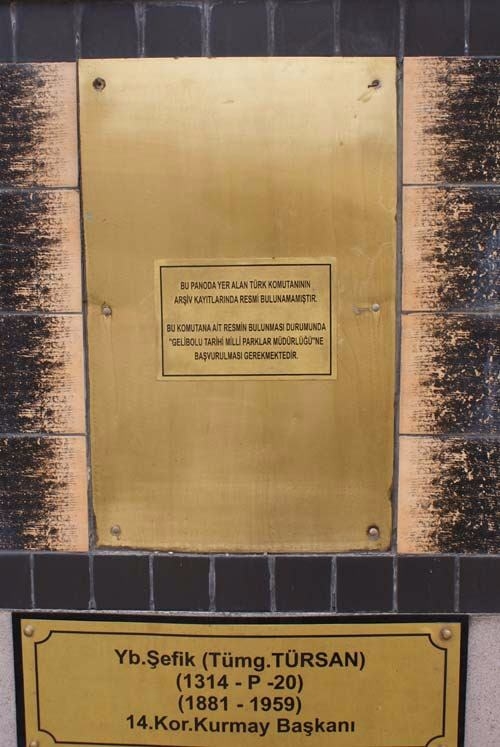 BU PANODA YER ALAN TÜRK KOMUTANININ
ARŞİV KAYITLARINDA RESMİ BULUNAMAMIŞTIR.
BU KOMUTANA AİT RESMİN BULUNMASI DURUMUNDA
"GELİBOLU TARİHİ MİLLİ PARKLAR MÜDÜRLÜĞÜ"NE
BAŞVURULMASI GEREKMEKTEDİR.
Yb.Şefik (Tümg.TÜRSAN)
(1314 - P -20)
(1881 - 1959)
14.Kor.Kurmay Başkanı